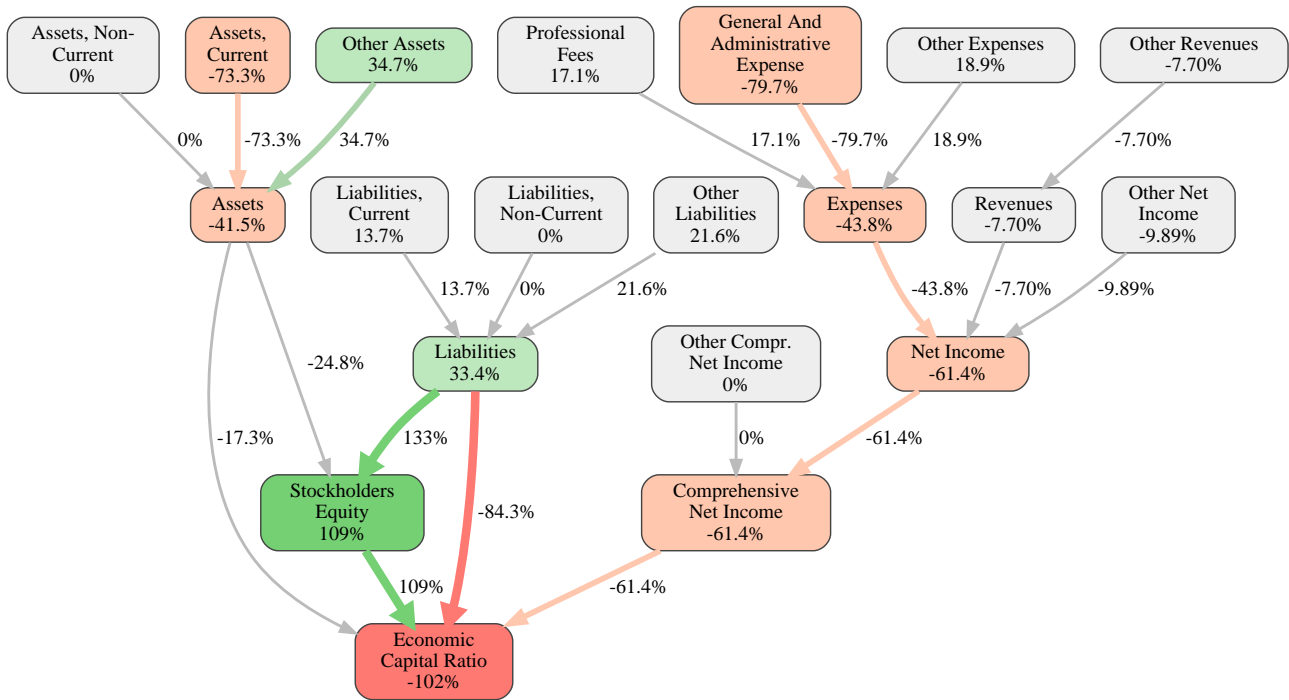 Assets, Non-
Current
0%
Assets,
Current
-73.3%
Other Assets
34.7%
Professional
Fees
17.1%
General And
Administrative
Expense
-79.7%
Other Expenses
18.9%
Other Revenues
-7.70%
0%
-73.3%
34.7%
17.1%
-79.7%
18.9%
-7.70%
Assets
-41.5%
Liabilities,
Current
13.7%
Liabilities,
Non-Current
0%
Other
Liabilities
21.6%
Expenses
-43.8%
Revenues
-7.70%
Other Net
Income
-9.89%
13.7%
0%
21.6%
-43.8%
-7.70%
-9.89%
-24.8%
Liabilities
33.4%
Other Compr.
Net Income
0%
Net Income
-61.4%
-17.3%
133%
0%
-61.4%
Stockholders
Equity
109%
-84.3%
Comprehensive
Net Income
-61.4%
109%
-61.4%
Economic
Capital Ratio
-102%